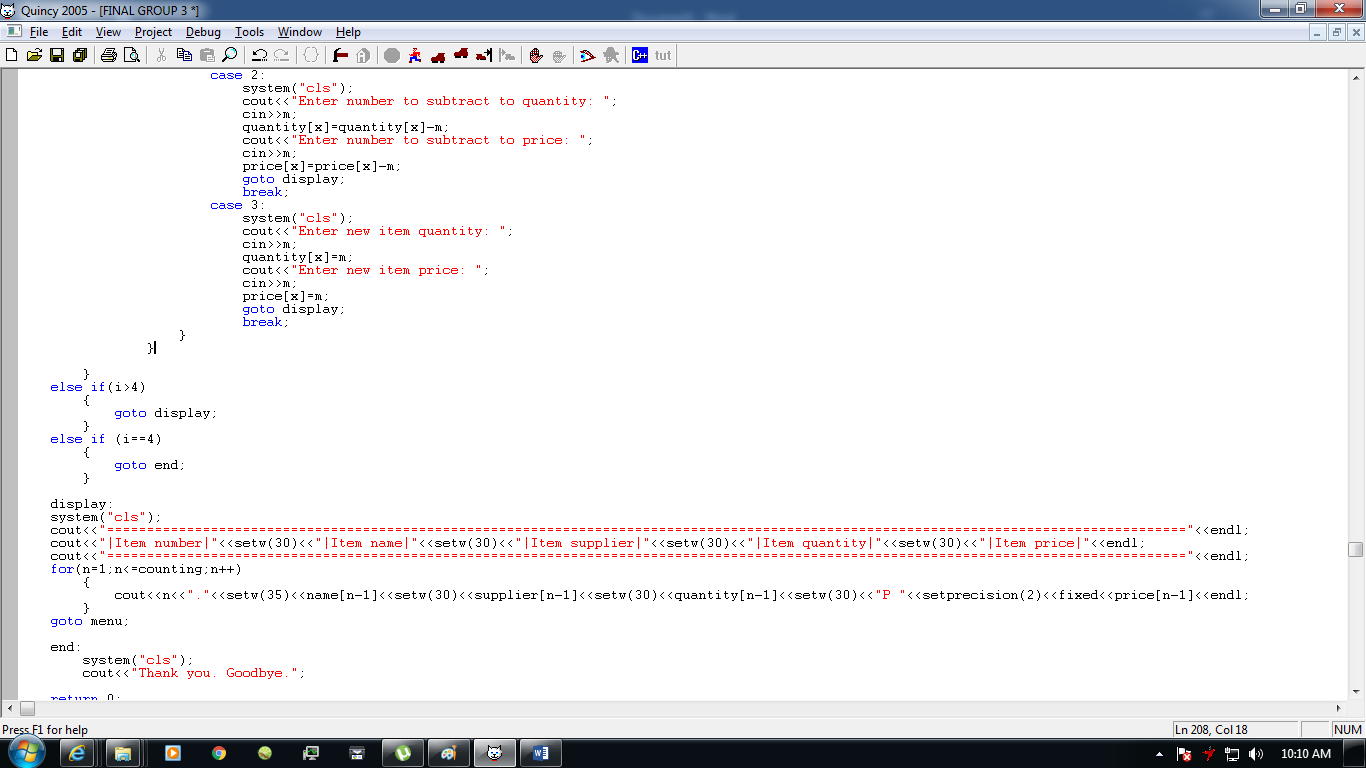 Quincy 2005 - [FINAL GROUP 3 *]
File Edit View Project Debug Tools Window Help
C++ tut
case 2:
system("cls");
cout<<"Enter number to subtract to quantity: ";
cin>>m;
quantity[x]=quantity[x]-m;
cout<<"Enter number to subtract to price: ";
cin>>m;
price[x]=price[x]-m;
goto display;
break;
case 3:
system("cls");
cout<<"Enter new item quantity: ";
cin>>m;
quantity[x]=m;
cout<<"Enter new item price: ";
cin>>m;
price[x]=m;
goto display;
break;
}
}
}
else if(i>4)
{
goto display;
}
else if (i==4)
{
goto end;
}
display:
system("cls");
cout<<"======================================================================================================================================="<<endl;
cout<<"|Item number|"<<setw(30)<<"|Item name|"<<setw(30)<<"|Item supplier|"<<setw(30)<<"|Item quantity|"<<setw(30)<<"|Item price|"<<endl;
cout<<"======================================================================================================================================="<<endl;
for(n=1;n<=counting;n++)
{
cout<<n<<"."<<setw(35)<<name[n-1]<<setw(30)<<supplier[n-1]<<setw(30)<<quantity[n-1]<<setw(30)<<"P "<<setprecision(2)<<fixed<<price[n-1]<<endl;
}
goto menu;
end:
system("cls");
cout<<"Thank you. Goodbye.";
return 0;
Press F1 for help
Ln 208, Col 18
NUM
10:10 AM